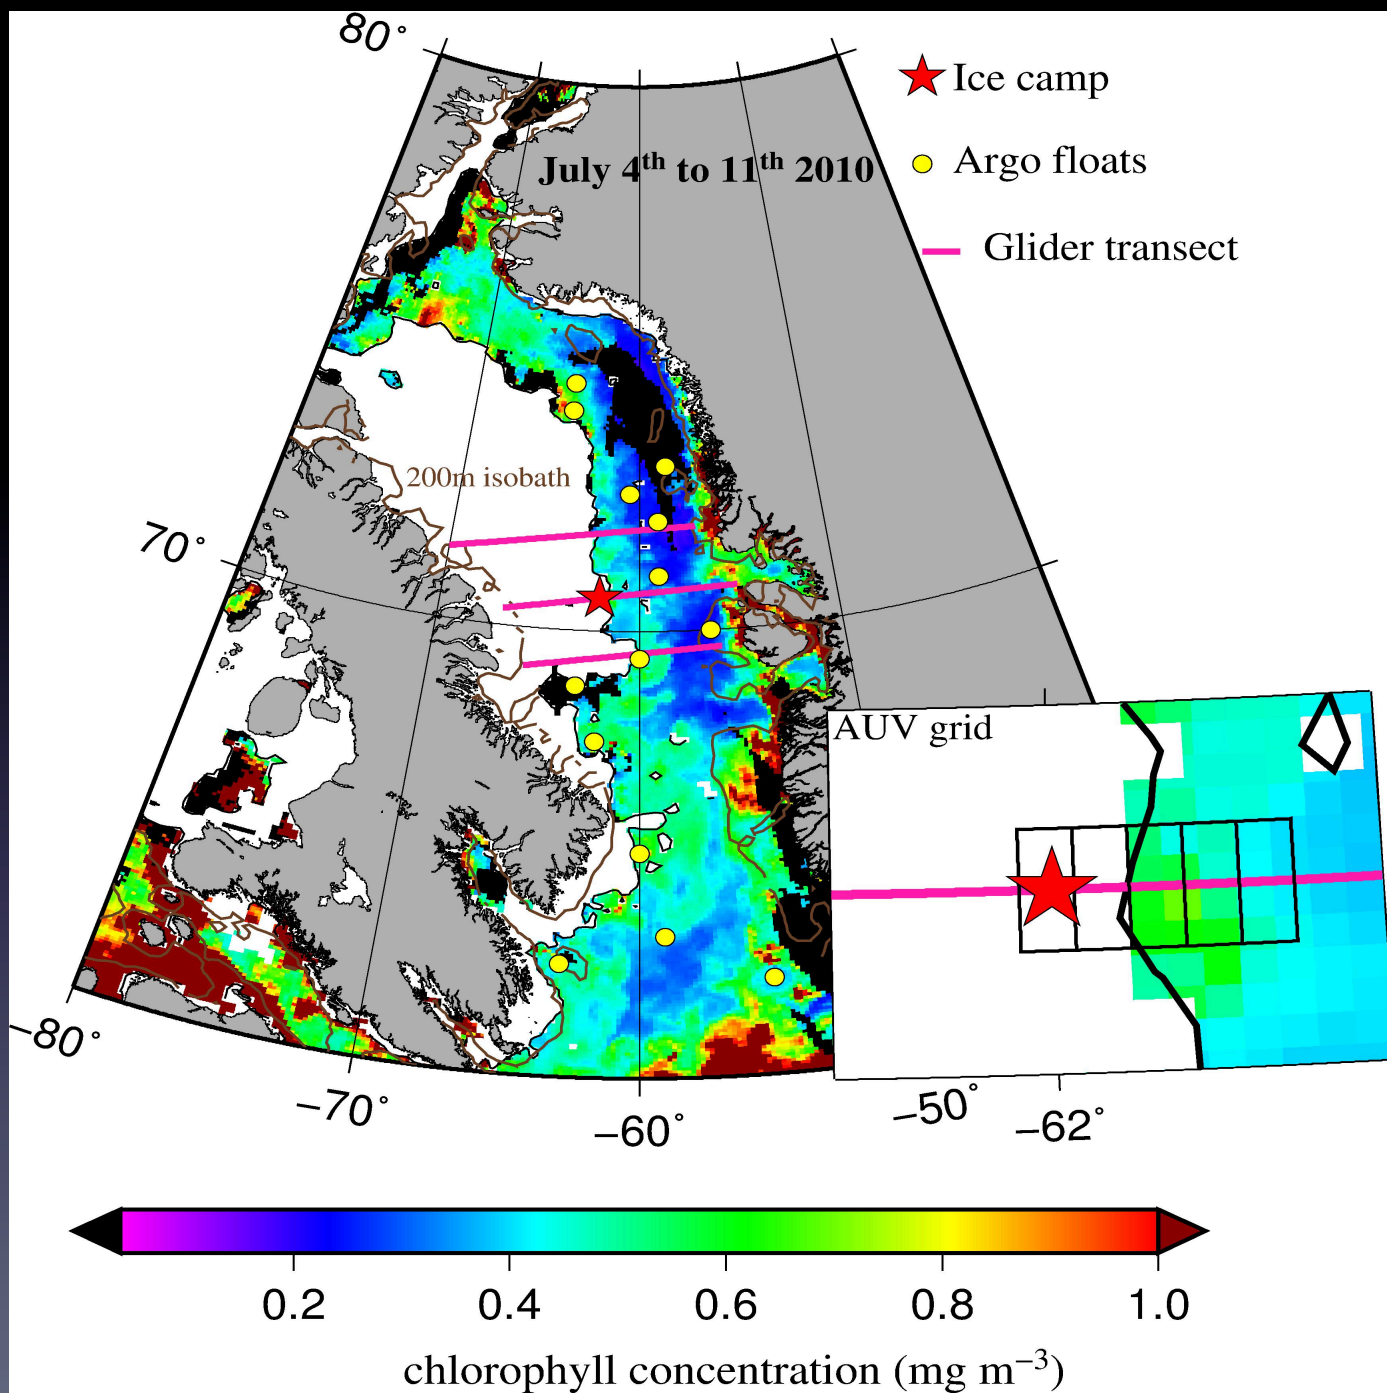 80°
Ice camp
July 4th to 11th 2010
Argo floats
Glider transect
200m isobath
70°
AUV grid
−80°
−70°
−60°
−50°
−62°
0.2 0.4 0.6 0.8 1.0
chlorophyll concentration (mg m−3)